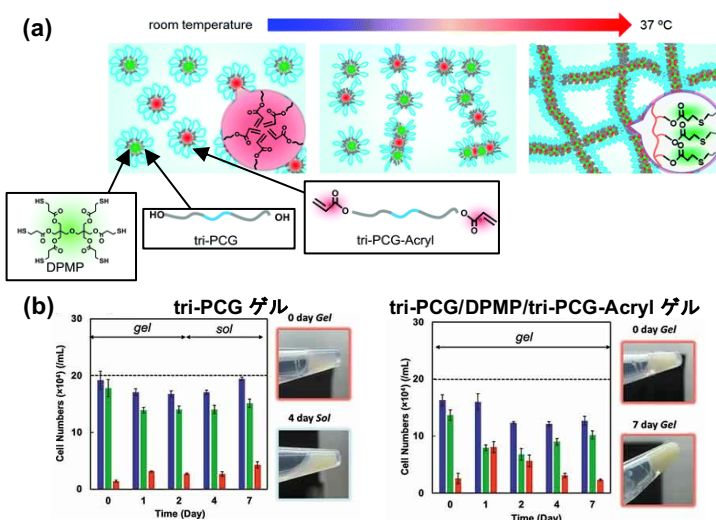 (a)
room temperature
37 ºC
HS
SH
HS
SH
HS
SH
DPMP
HO
OH
tri-PCG
tri-PCG-Acryl
(b)
tri-PCG ゲル
gel
sol
Cell Numbers (×10⁴) (/mL)
30
20
10
0
0 1 2 4 7
Time (Day)
0 day Gel
4 day Sol
tri-PCG/DPMP/tri-PCG-Acryl ゲル
gel
Cell Numbers (×10⁴) (/mL)
30
20
10
0
0 1 2 4 7
Time (Day)
0 day Gel
7 day Gel